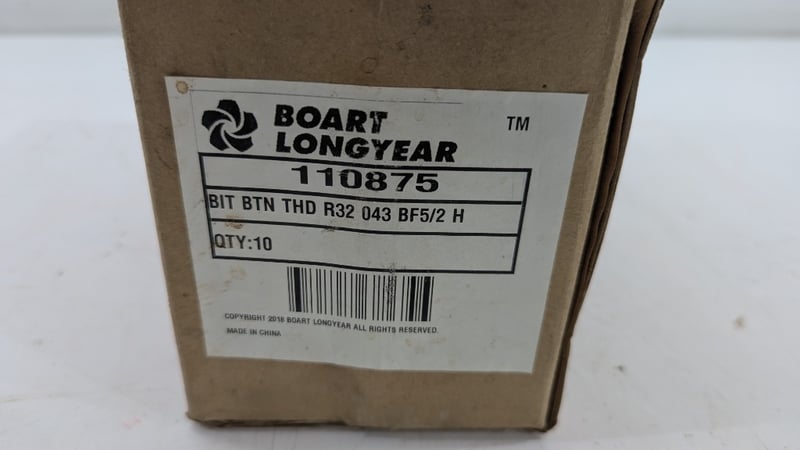 BOART
LONGYEAR
TM
110875
BIT BTN THD R32 043 BF5/2 H
QTY:10
COPYRIGHT 2018 BOART LONGYEAR ALL RIGHTS RESERVED.
MADE IN CHINA